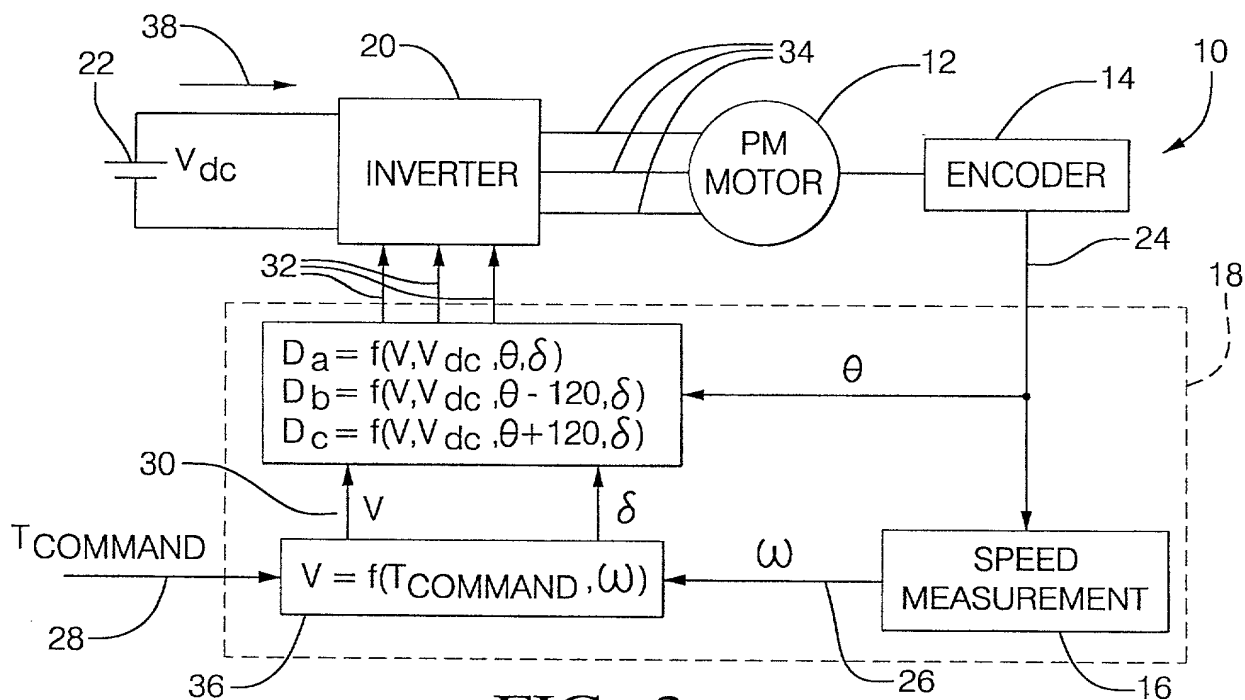 38
20
34
12
10
22
14
V dc
INVERTER
PM
MOTOR
ENCODER
24
32
18
D a = f(V,V dc ,θ,δ)
D b = f(V,V dc ,θ - 120,δ)
D c = f(V,V dc ,θ+120,δ)
θ
30
V
δ
T COMMAND
V = f(T COMMAND ,ω)
ω
SPEED
MEASUREMENT
28
36
26
16
FIG.